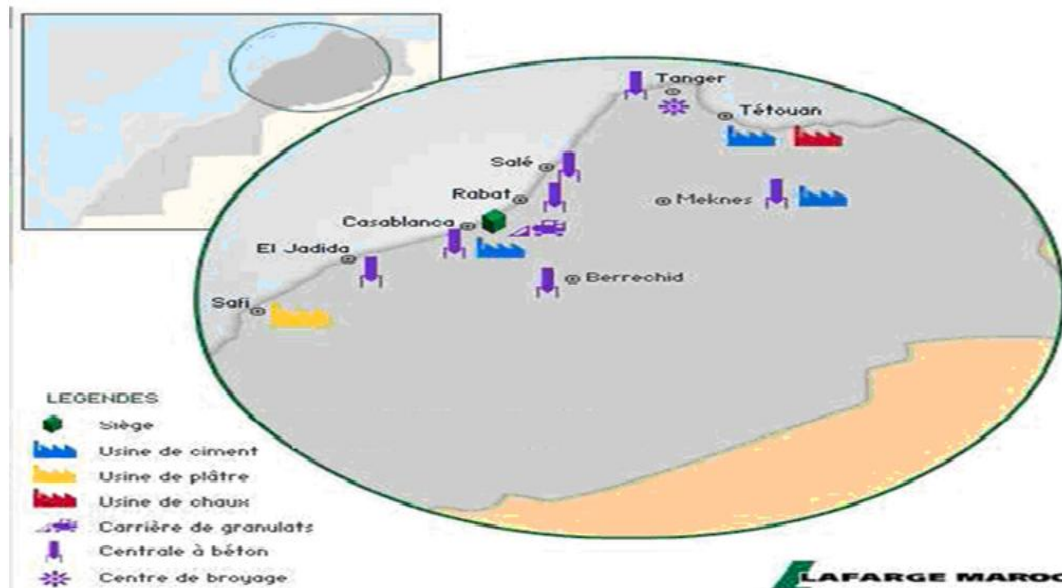 Tanger
Tétouan
Salé
Rabat
Meknes
Casablanca
El Jadida
Berrechid
Safi
LEGENDES
Siège
Usine de ciment
Usine de plâtre
Usine de chaux
Carrière de granulats
Centrale à béton
Centre de broyage
LAFARGE MAROC